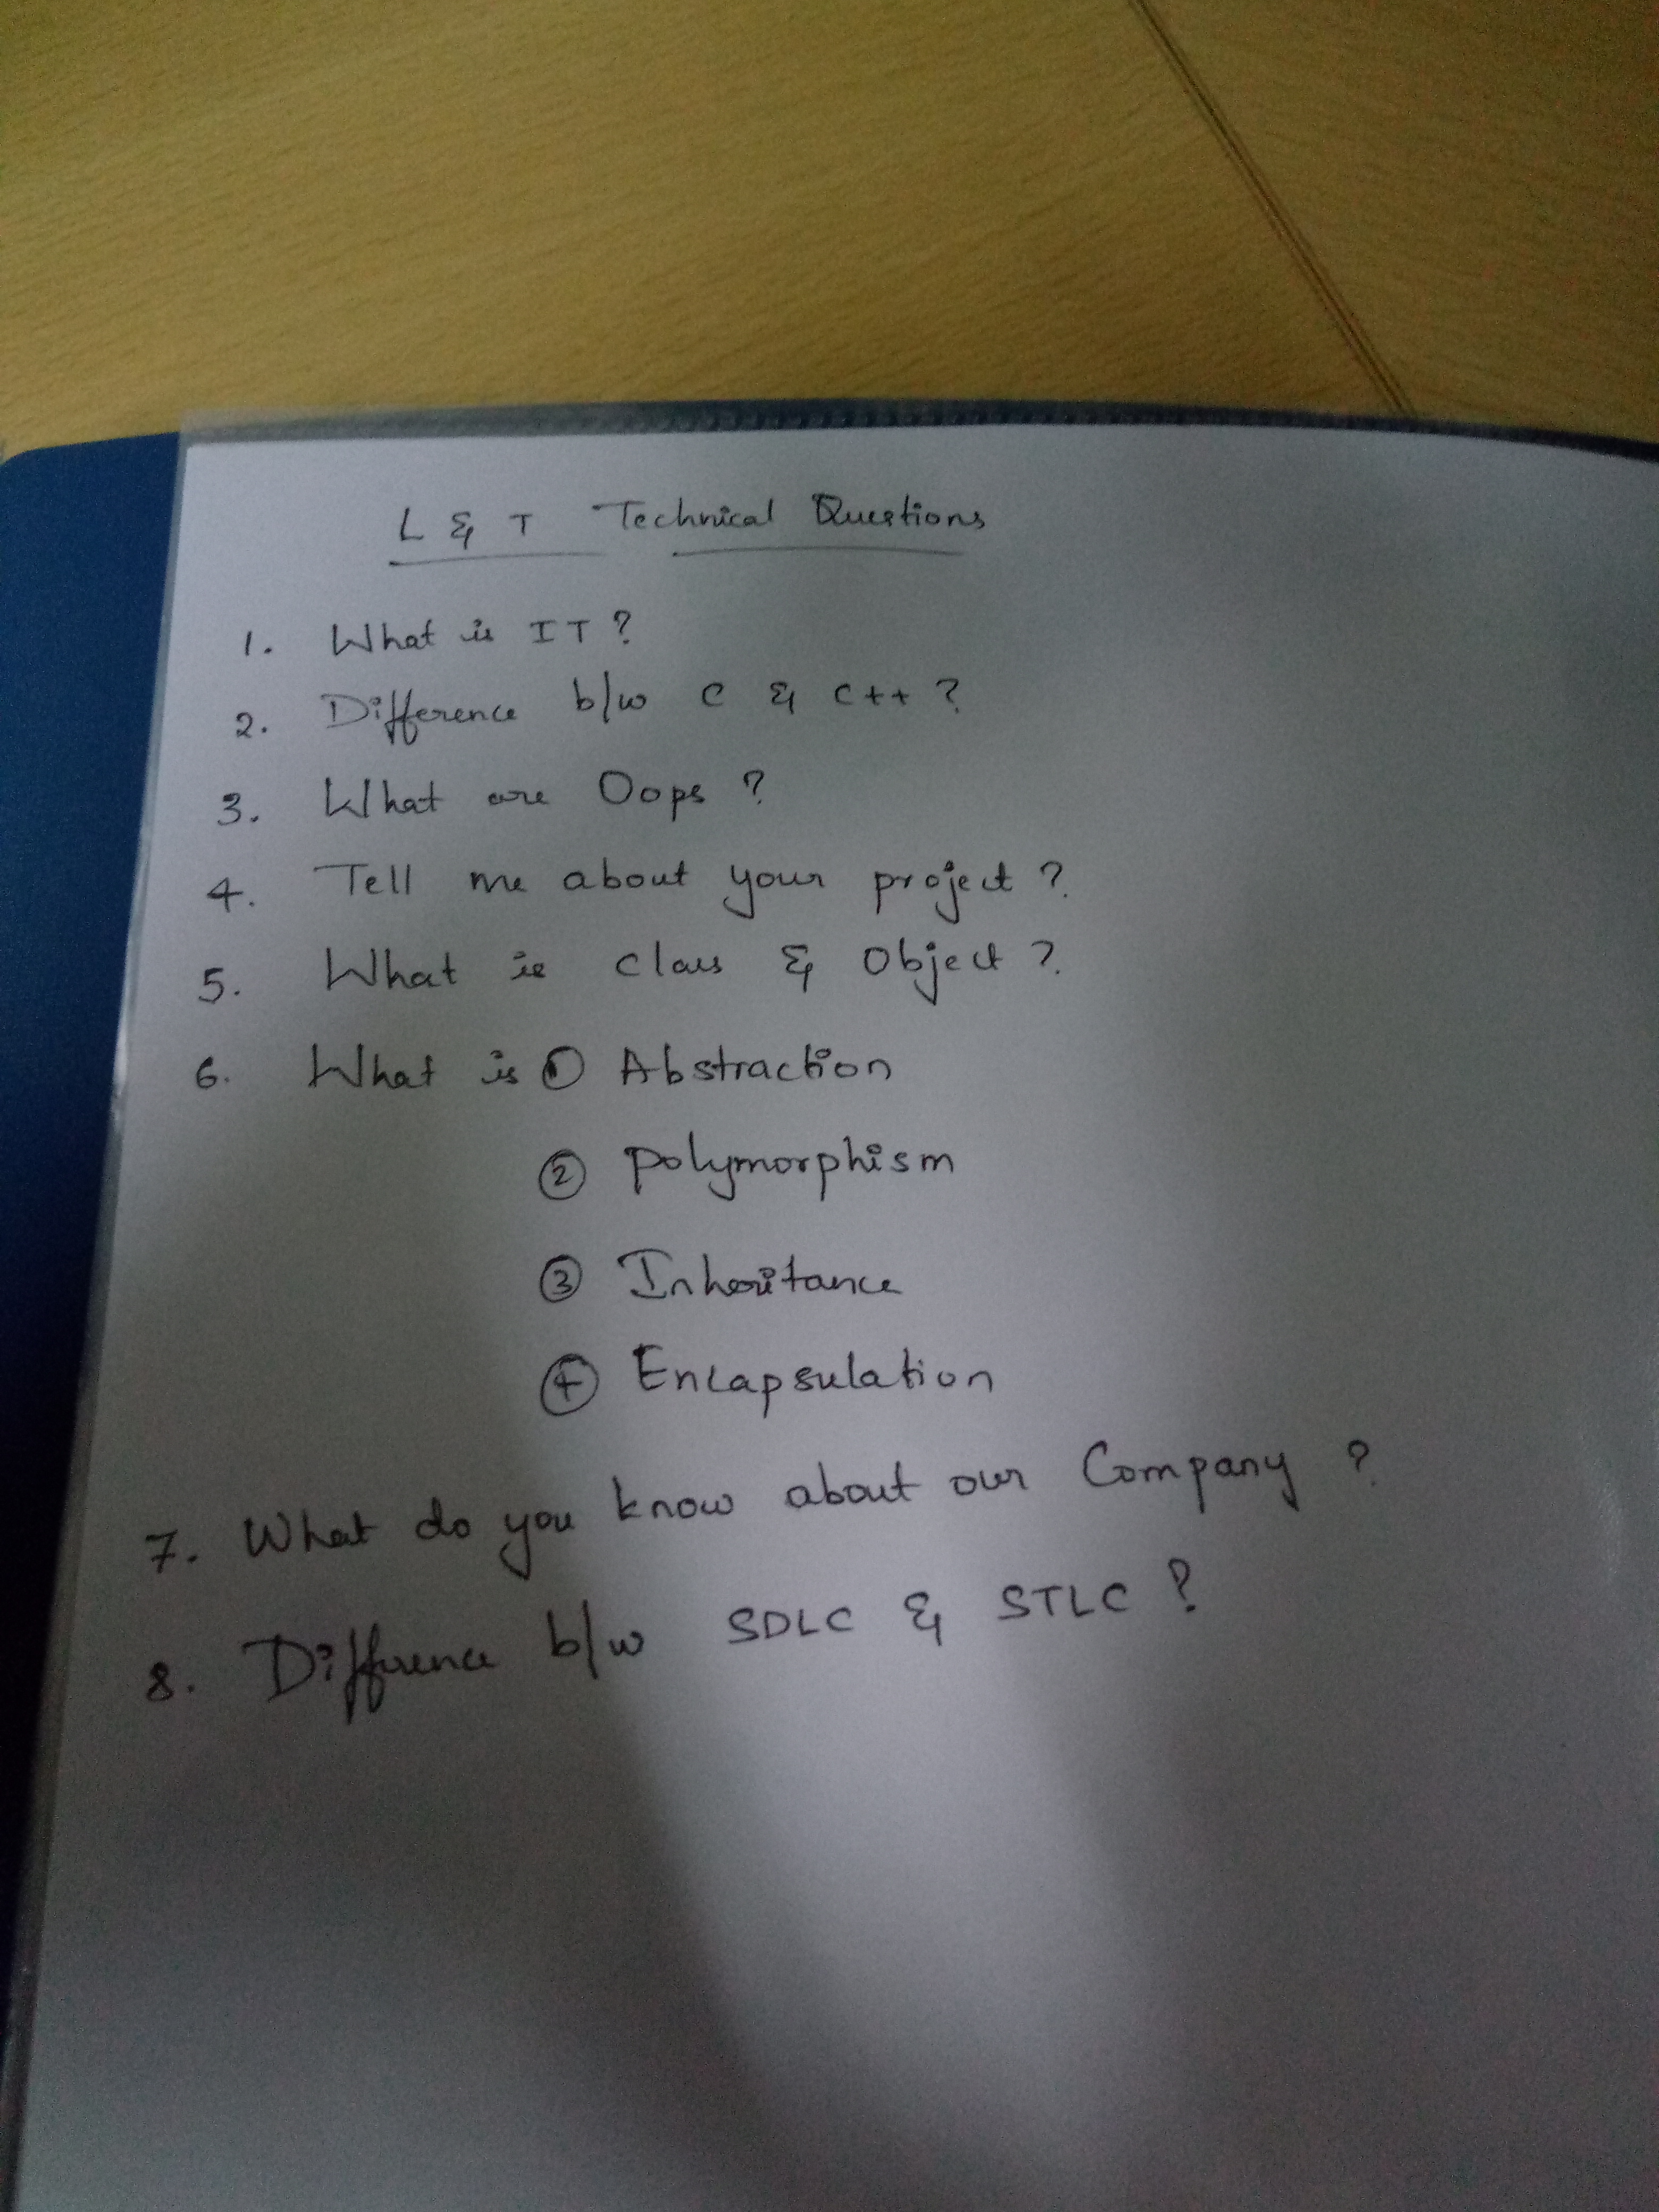 L & T Technical Questions
1. What is IT ?
2. Difference b/w C & C++ ?
3. What are Oops ?
4. Tell me about your project ?
5. What is class & Object ?
6. What is ① Abstraction
② Polymorphism
③ Inheritance
④ Encapsulation
7. What do you know about our Company ?
8. Difference b/w SDLC & STLC ?